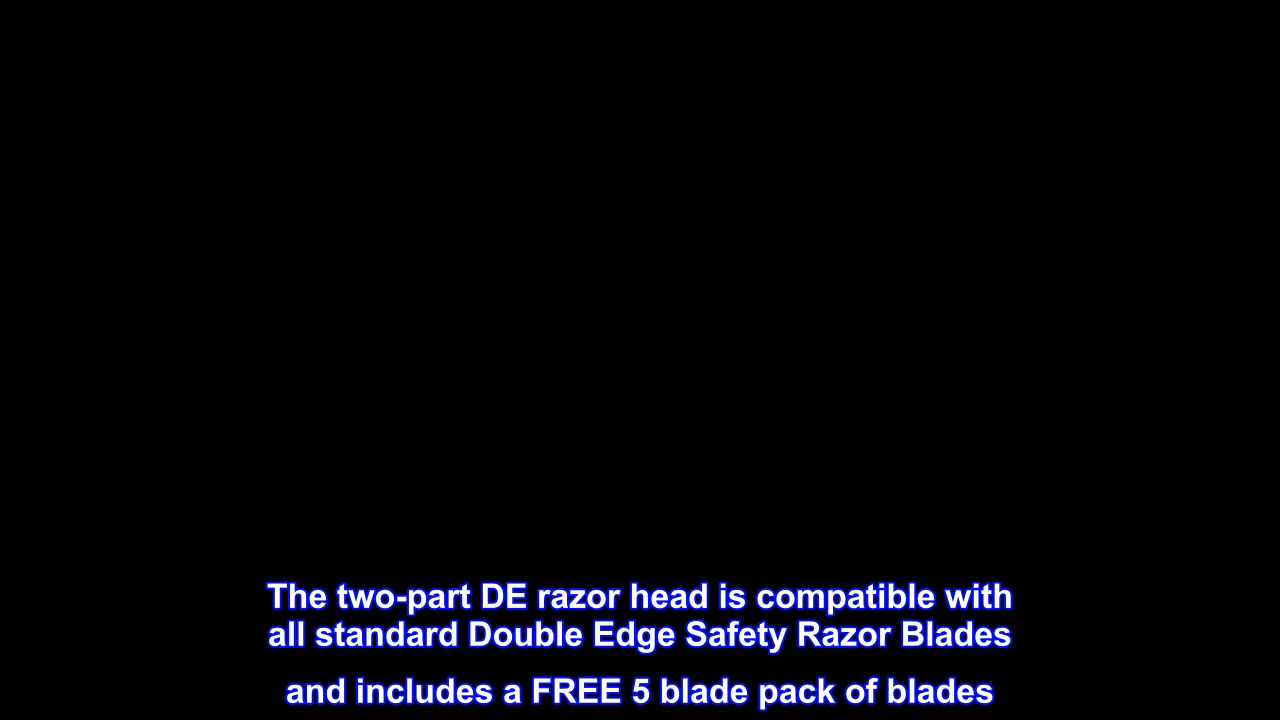 The two-part DE razor head is compatible with
all standard Double Edge Safety Razor Blades
and includes a FREE 5 blade pack of blades